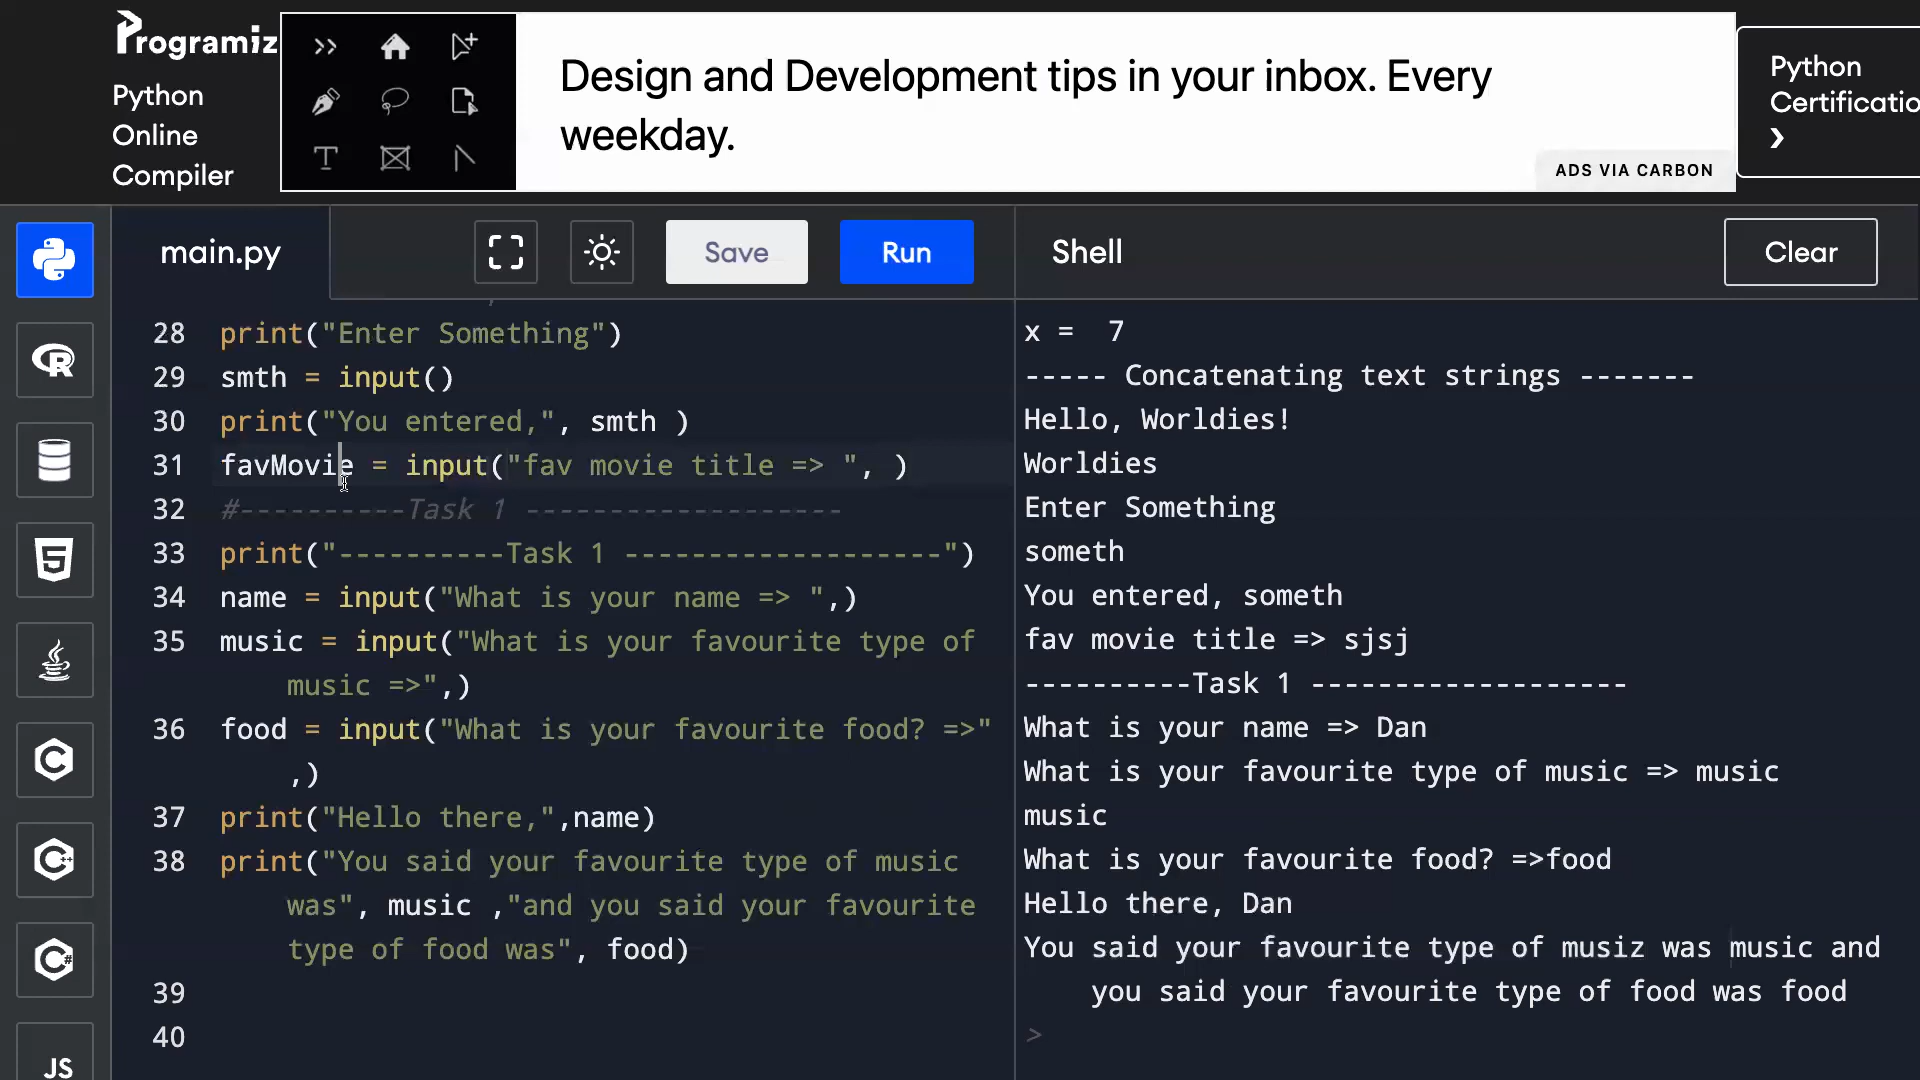 Programiz
Python
Online
Compiler
Design and Development tips in your inbox. Every
weekday.
ADS VIA CARBON
Python
Certificatio
❯
main.py
Save
Run
Shell
Clear
28 print("Enter Something")
29 smth = input()
30 print("You entered,", smth )
31 favMovie = input("fav movie title => ", )
32 #----------Task 1 -------------------
33 print("----------Task 1 -------------------")
34 name = input("What is your name => ",)
35 music = input("What is your favourite type of
music =>",)
36 food = input("What is your favourite food? =>"
,)
37 print("Hello there,",name)
38 print("You said your favourite type of music
was", music ,"and you said your favourite
type of food was", food)
39
40
x =  7
----- Concatenating text strings -------
Hello, Worldies!
Worldies
Enter Something
someth
You entered, someth
fav movie title => sjsj
----------Task 1 -------------------
What is your name => Dan
What is your favourite type of music => music
music
What is your favourite food? =>food
Hello there, Dan
You said your favourite type of musiz was music and
you said your favourite type of food was food
>
JS